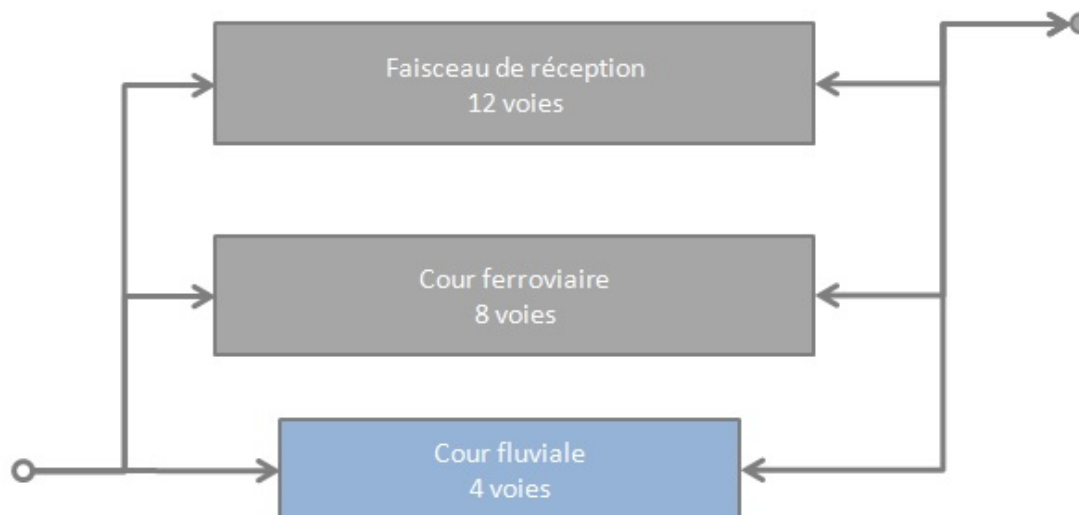 Faisceau de réception
12 voies
Cour ferroviaire
8 voies
Cour fluviale
4 voies